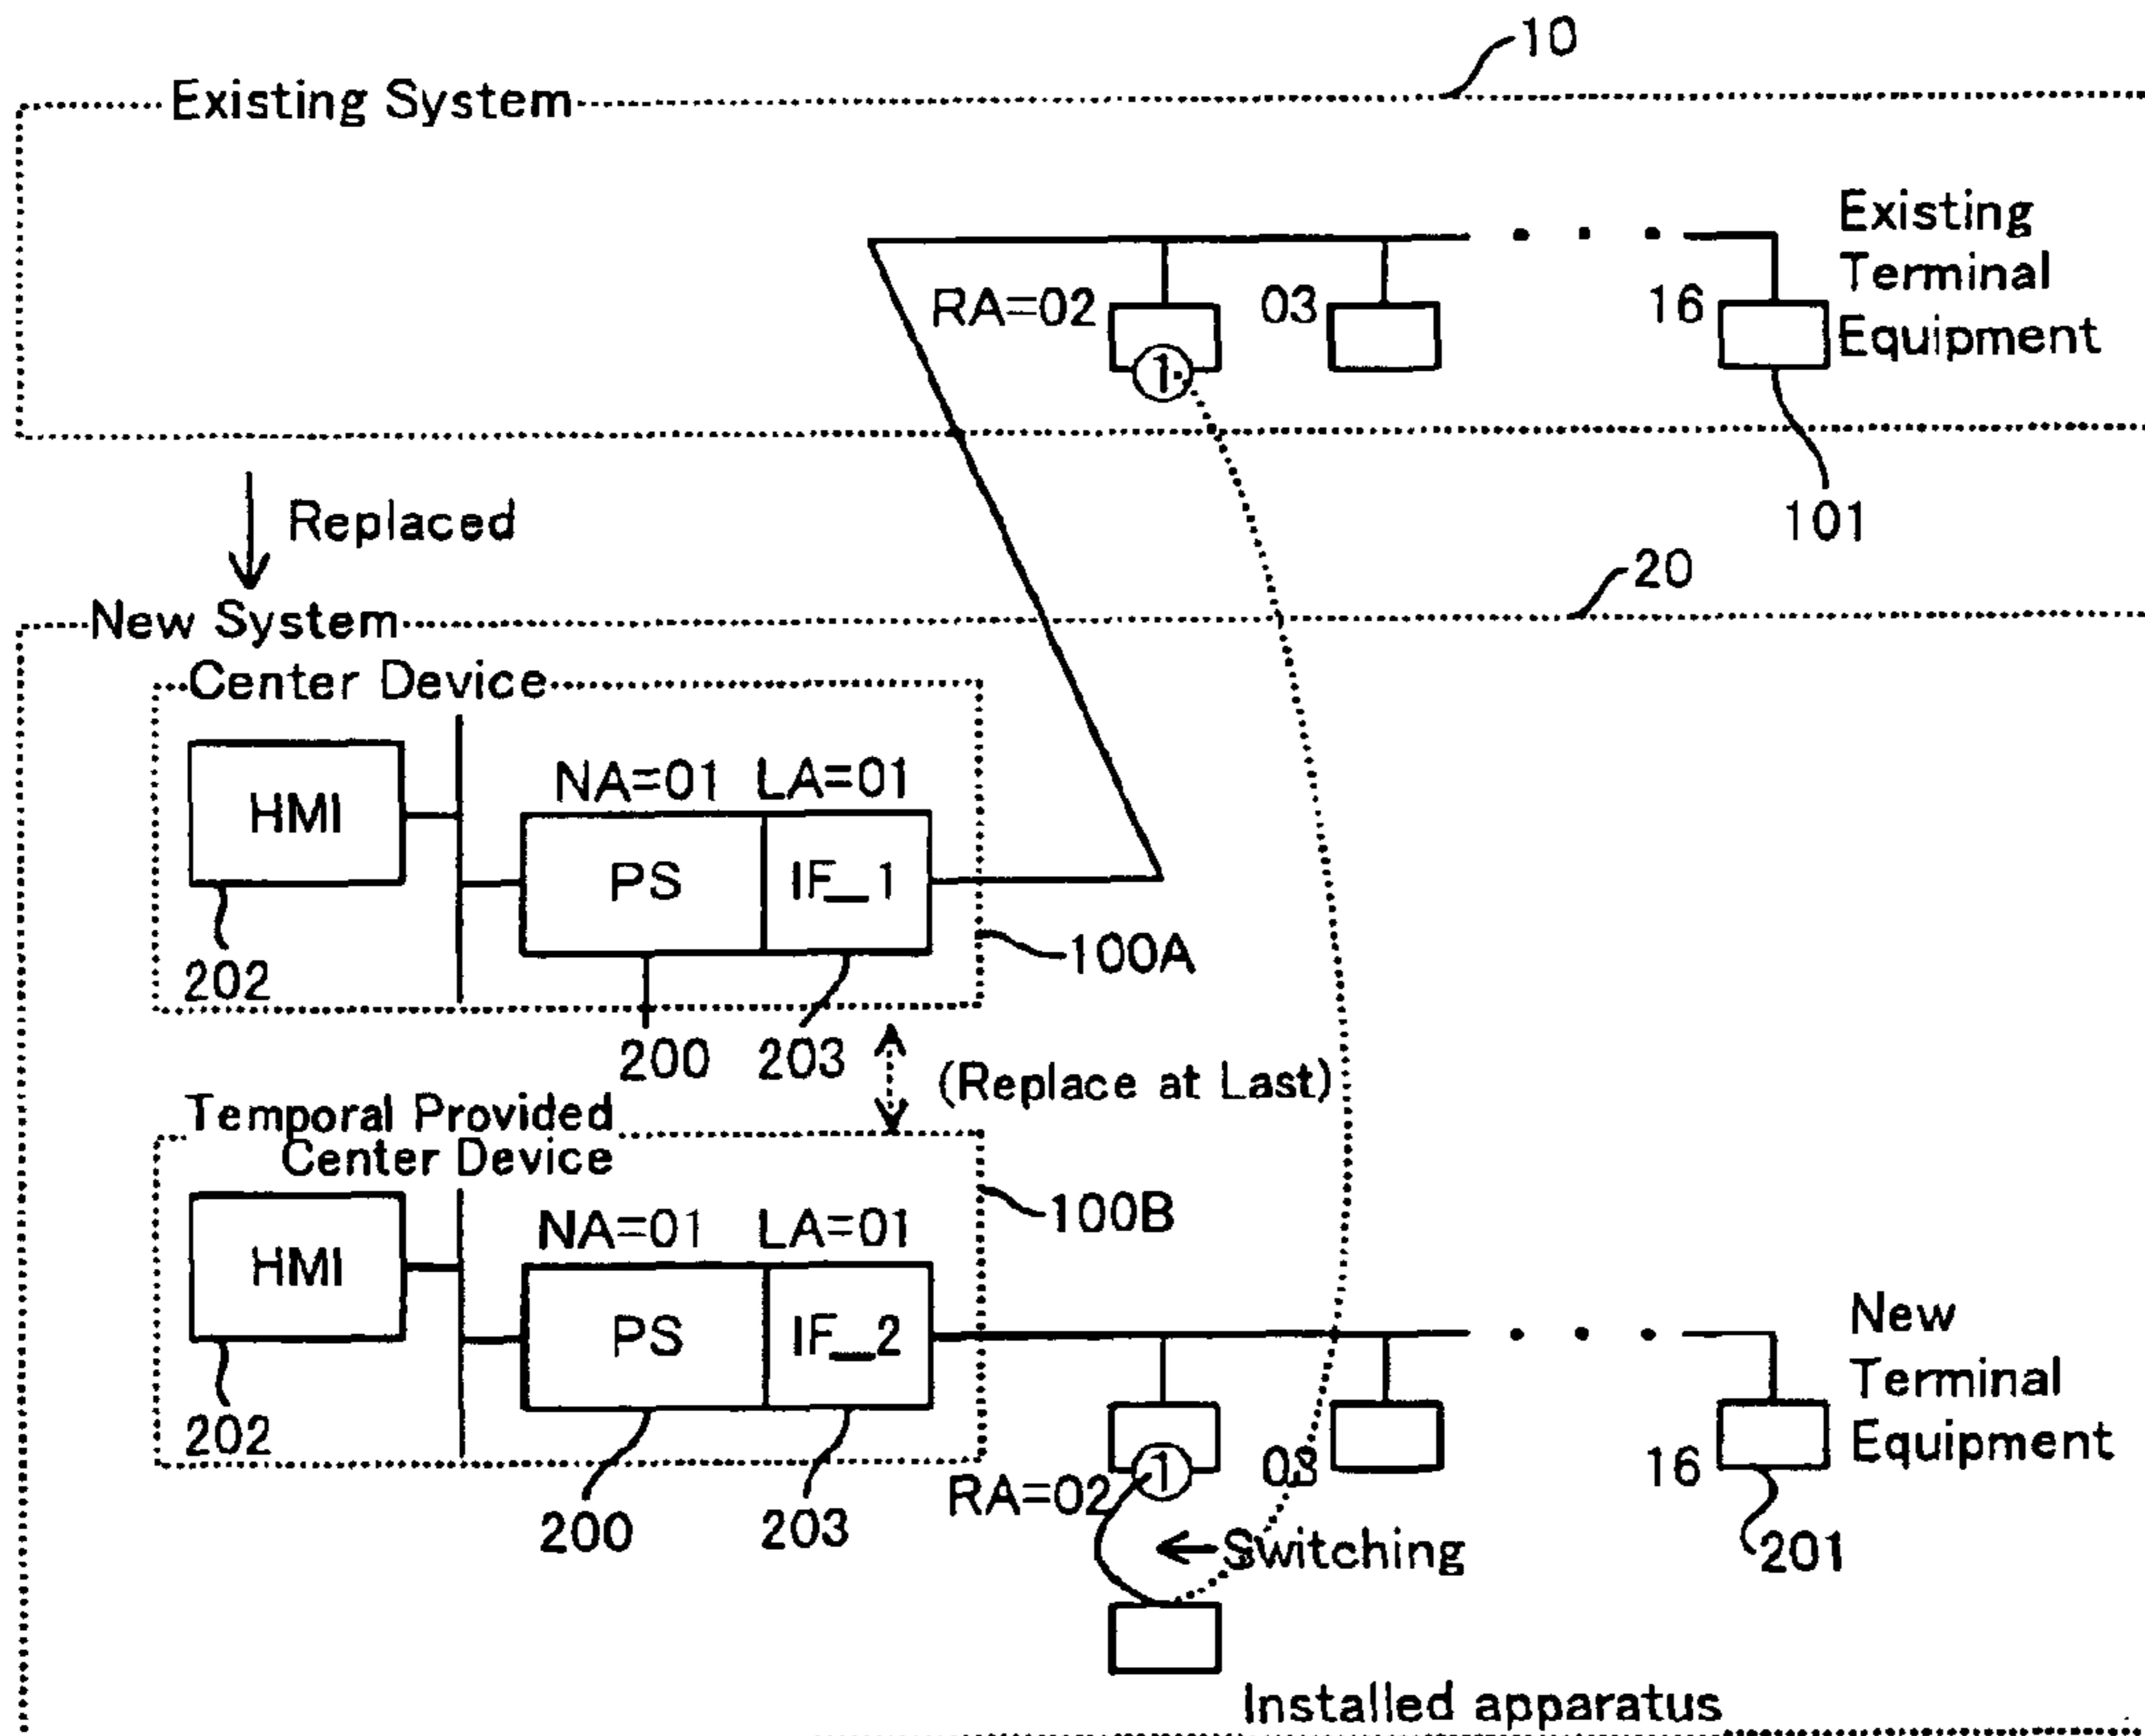 10
Existing System
Existing
Terminal
Equipment
RA=02
03
16
1
101
Replaced
20
New System
Center Device
NA=01 LA=01
HMI
PS
IF_1
100A
202
200
203
(Replace at Last)
Temporal Provided
Center Device
100B
NA=01 LA=01
HMI
PS
IF_2
New
Terminal
Equipment
202
200
203
1
RA=02
03
16
201
Switching
Installed apparatus